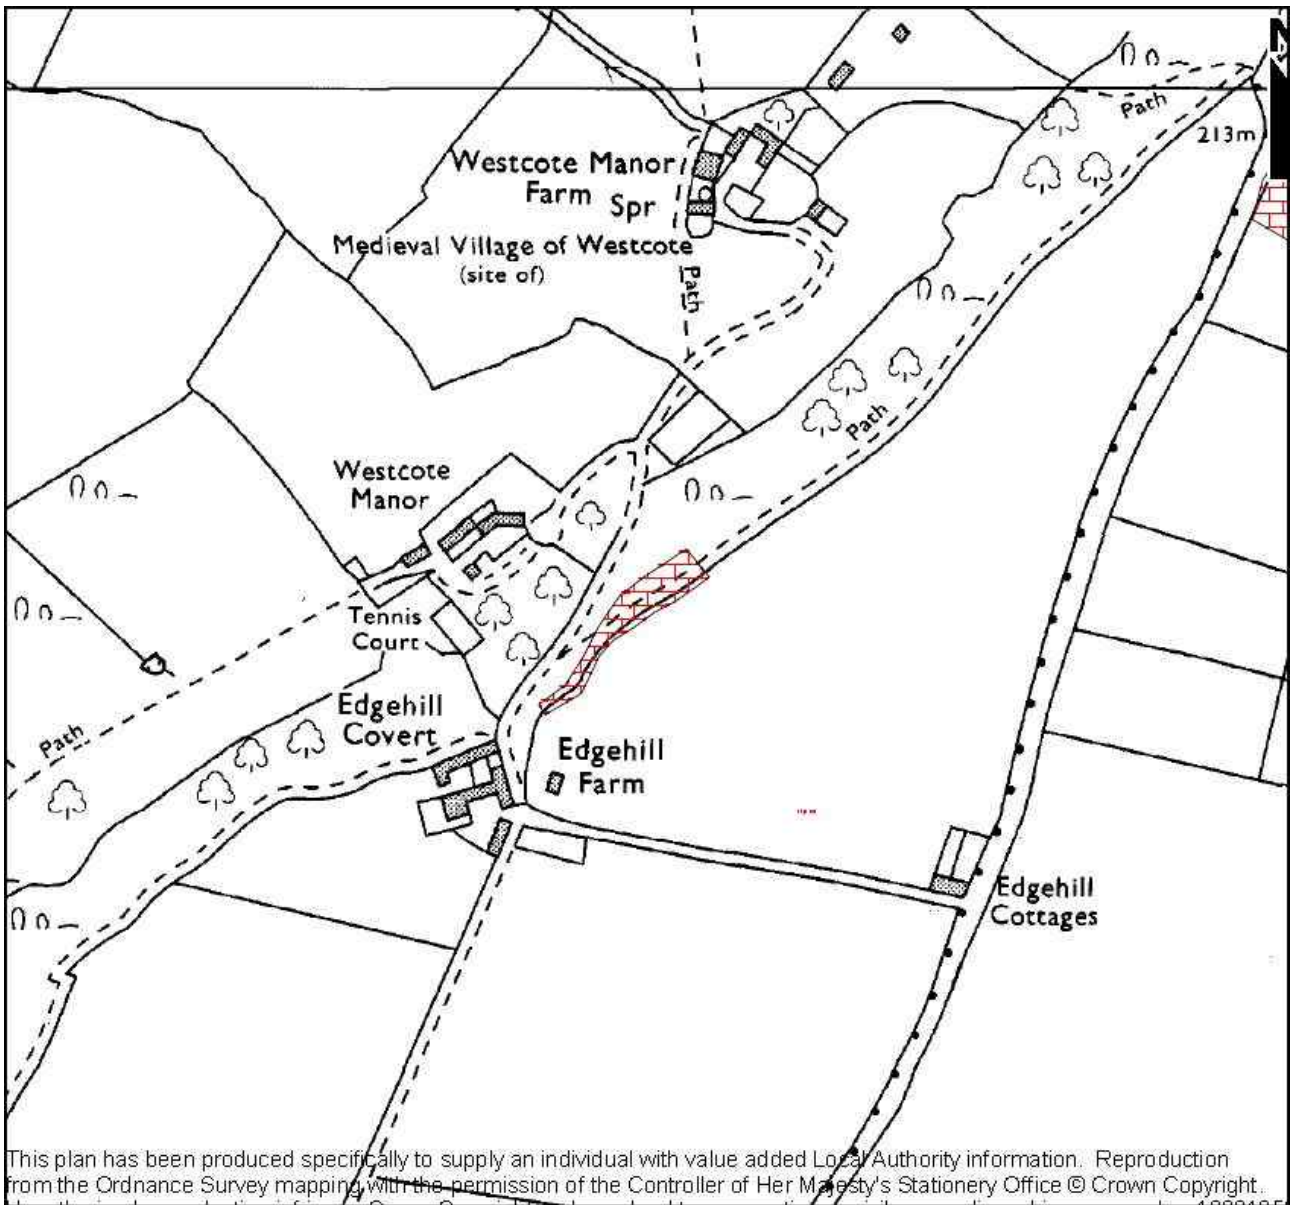 Path
213m
Westcote Manor
Farm
Spr
Medieval Village of Westcote
(site of)
Path
Path
Westcote
Manor
Tennis
Court
Edgehill
Covert
Path
Edgehill
Farm
Edgehill
Cottages
This plan has been produced specifically to supply an individual with value added Local Authority information. Reproduction
from the Ordnance Survey mapping with the permission of the Controller of Her Majesty's Stationery Office © Crown Copyright.